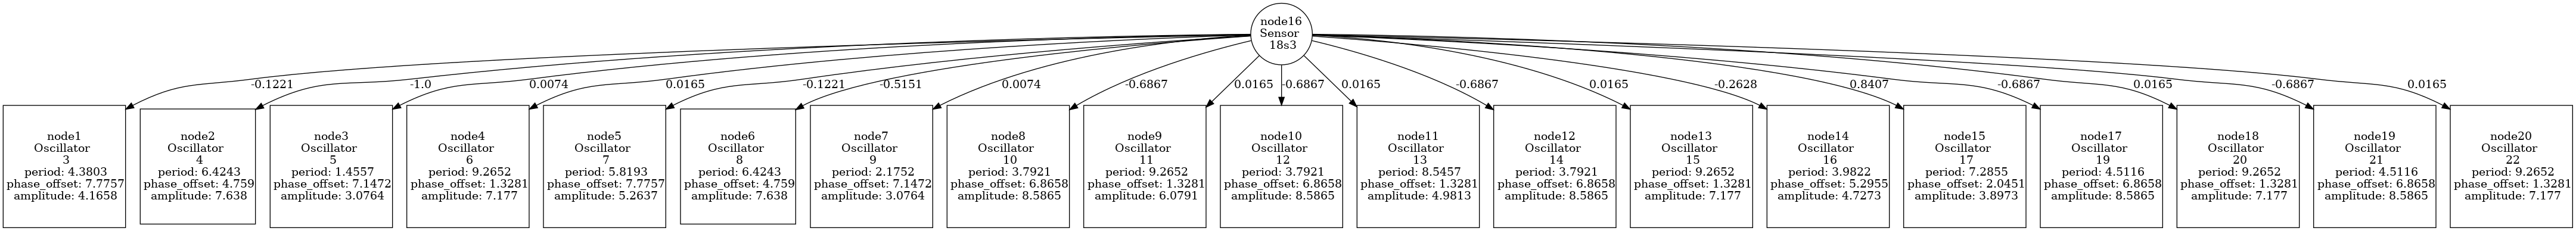 node16
Sensor
18s3
-0.1221
-1.0
0.0074
0.0165
-0.1221
-0.5151
0.0074
-0.6867
0.0165
-0.6867
0.0165
-0.6867
0.0165
-0.2628
0.8407
-0.6867
0.0165
-0.6867
0.0165
node1
Oscillator
3
period: 4.3803
phase_offset: 7.7757
amplitude: 4.1658
node2
Oscillator
4
period: 6.4243
phase_offset: 4.759
amplitude: 7.638
node3
Oscillator
5
period: 1.4557
phase_offset: 7.1472
amplitude: 3.0764
node4
Oscillator
6
period: 9.2652
phase_offset: 1.3281
amplitude: 7.177
node5
Oscillator
7
period: 5.8193
phase_offset: 7.7757
amplitude: 5.2637
node6
Oscillator
8
period: 6.4243
phase_offset: 4.759
amplitude: 7.638
node7
Oscillator
9
period: 2.1752
phase_offset: 7.1472
amplitude: 3.0764
node8
Oscillator
10
period: 3.7921
phase_offset: 6.8658
amplitude: 8.5865
node9
Oscillator
11
period: 9.2652
phase_offset: 1.3281
amplitude: 6.0791
node10
Oscillator
12
period: 3.7921
phase_offset: 6.8658
amplitude: 8.5865
node11
Oscillator
13
period: 8.5457
phase_offset: 1.3281
amplitude: 4.9813
node12
Oscillator
14
period: 3.7921
phase_offset: 6.8658
amplitude: 8.5865
node13
Oscillator
15
period: 9.2652
phase_offset: 1.3281
amplitude: 7.177
node14
Oscillator
16
period: 3.9822
phase_offset: 5.2955
amplitude: 4.7273
node15
Oscillator
17
period: 7.2855
phase_offset: 2.0451
amplitude: 3.8973
node17
Oscillator
19
period: 4.5116
phase_offset: 6.8658
amplitude: 8.5865
node18
Oscillator
20
period: 9.2652
phase_offset: 1.3281
amplitude: 7.177
node19
Oscillator
21
period: 4.5116
phase_offset: 6.8658
amplitude: 8.5865
node20
Oscillator
22
period: 9.2652
phase_offset: 1.3281
amplitude: 7.177